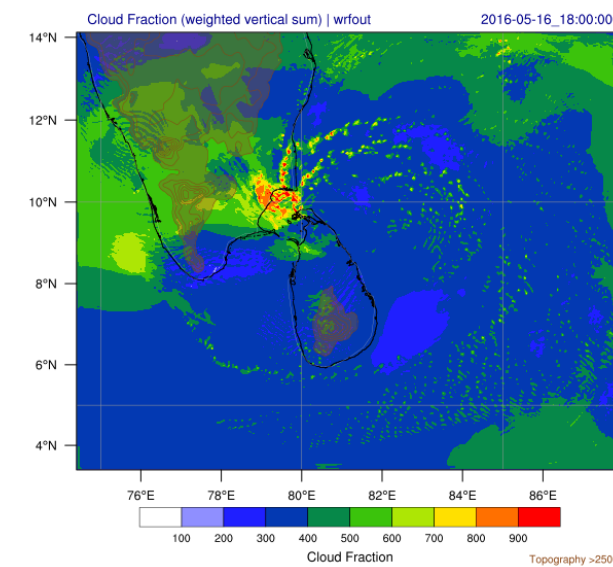 Cloud Fraction (weighted vertical sum) | wrfout 2016-05-16_18:00:00
14°N
12°N
10°N
8°N
6°N
4°N
76°E 78°E 80°E 82°E 84°E 86°E
100 200 300 400 500 600 700 800 900
Cloud Fraction
Topography >250